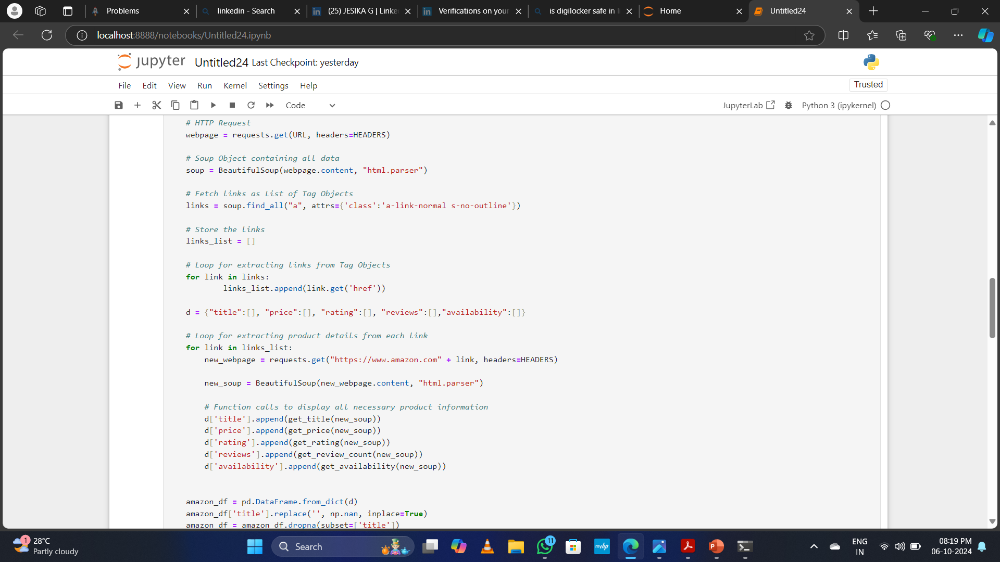 Problems
linkedin - Search
(25) JESIKA G | Linke
Verifications on your
is digilocker safe in li
Home
Untitled24
localhost:8888/notebooks/Untitled24.ipynb
jupyter Untitled24 Last Checkpoint: yesterday
File Edit View Run Kernel Settings Help
Trusted
Code
JupyterLab
Python 3 (ipykernel)
# HTTP Request
webpage = requests.get(URL, headers=HEADERS)
# Soup Object containing all data
soup = BeautifulSoup(webpage.content, "html.parser")
# Fetch links as List of Tag Objects
links = soup.find_all("a", attrs={'class':'a-link-normal s-no-outline'})
# Store the links
links_list = []
# Loop for extracting links from Tag Objects
for link in links:
        links_list.append(link.get('href'))
d = {"title":[], "price":[], "rating":[], "reviews":[],"availability":[]}
# Loop for extracting product details from each link
for link in links_list:
    new_webpage = requests.get("https://www.amazon.com" + link, headers=HEADERS)
    new_soup = BeautifulSoup(new_webpage.content, "html.parser")
    # Function calls to display all necessary product information
    d['title'].append(get_title(new_soup))
    d['price'].append(get_price(new_soup))
    d['rating'].append(get_rating(new_soup))
    d['reviews'].append(get_review_count(new_soup))
    d['availability'].append(get_availability(new_soup))
amazon_df = pd.DataFrame.from_dict(d)
amazon_df['title'].replace('', np.nan, inplace=True)
amazon_df = amazon_df.dropna(subset=['title'])
1
28°C
Partly cloudy
Search
11
myhp
ENG
IN
08:19 PM
06-10-2024